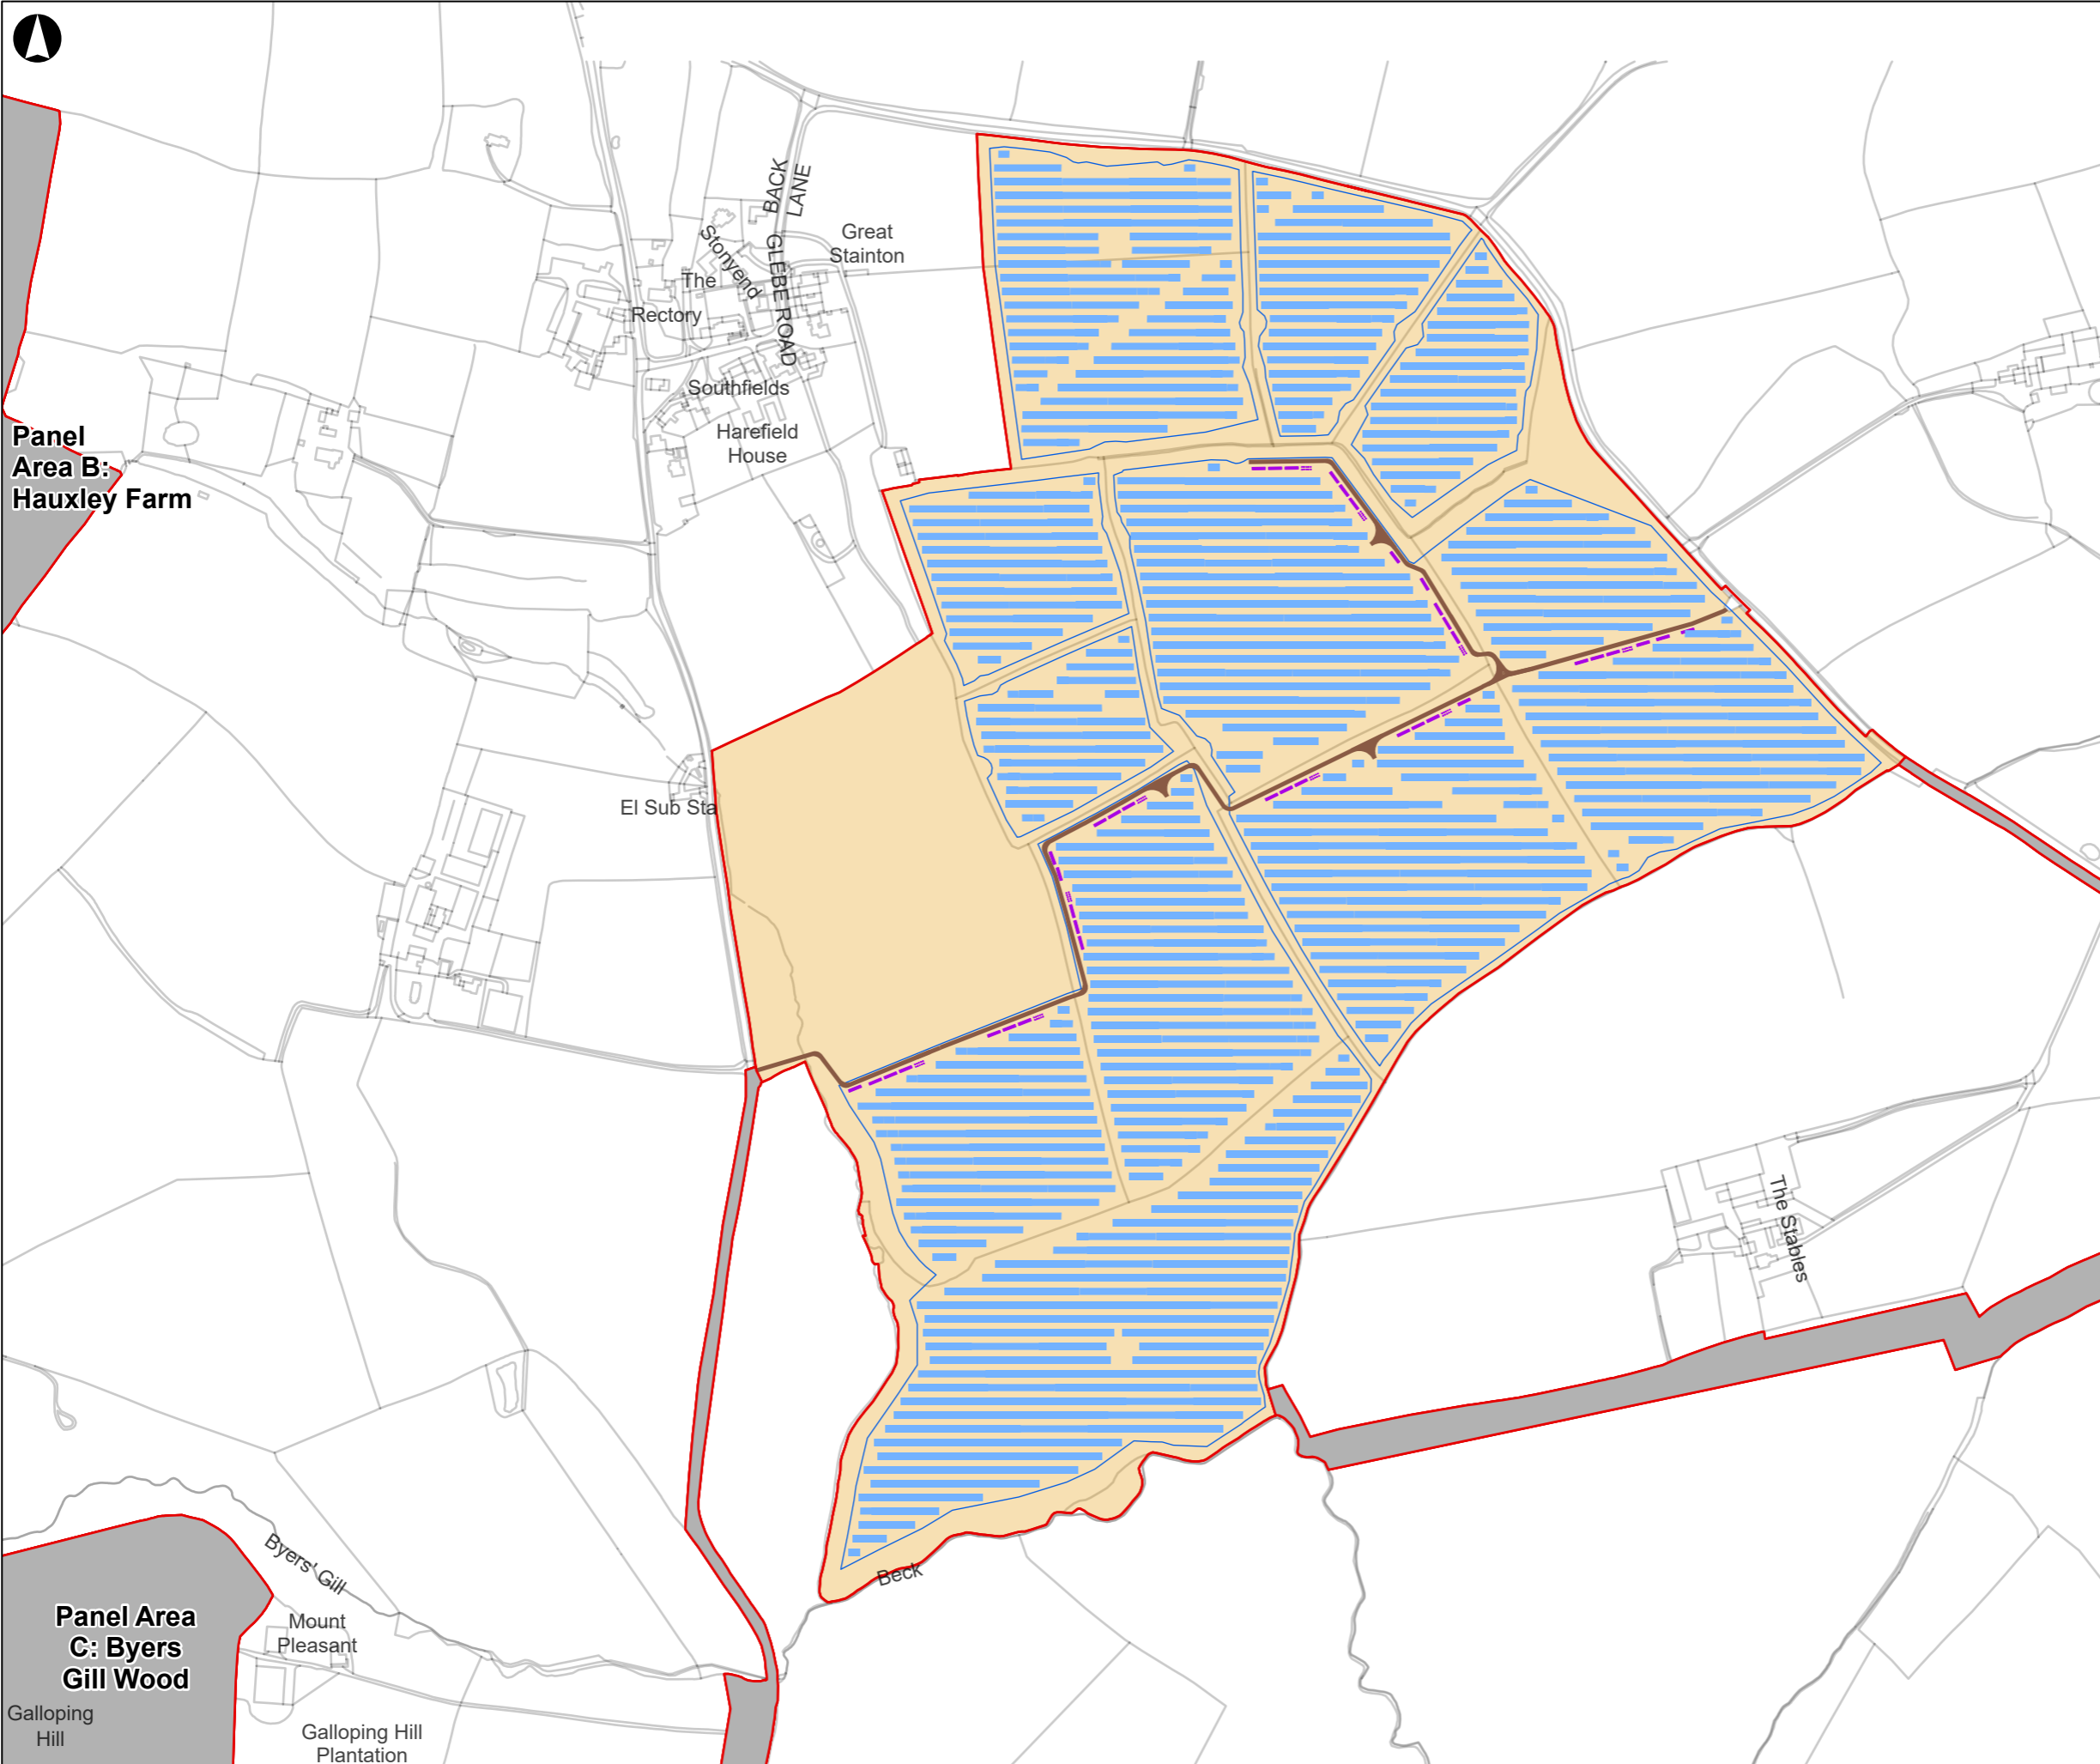 BACK
LANE
Great
Stainton
Stonyend
GLEBE ROAD
The
Rectory
Southfields
Harefield
House
Panel
Area B:
Hauxley Farm
El Sub Sta
The Stables
Byers' Gill
Beck
Panel Area
C: Byers
Gill Wood
Mount
Pleasant
Galloping
Hill
Galloping Hill
Plantation